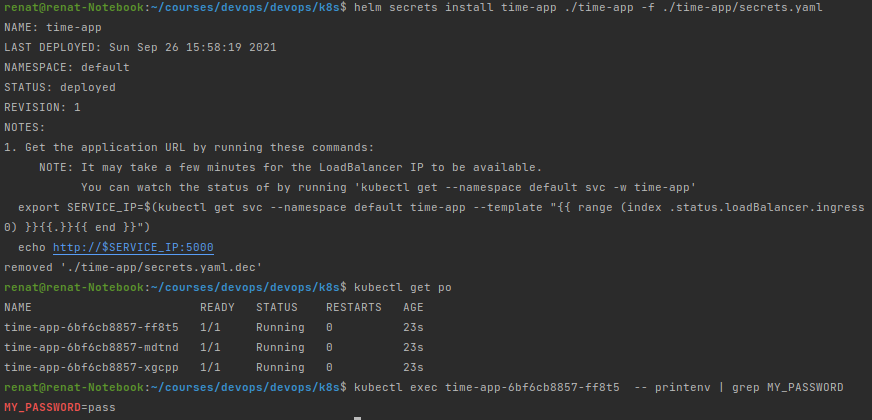 renat@renat-Notebook:~/courses/devops/devops/k8s$ helm secrets install time-app ./time-app -f ./time-app/secrets.yaml
NAME: time-app
LAST DEPLOYED: Sun Sep 26 15:58:19 2021
NAMESPACE: default
STATUS: deployed
REVISION: 1
NOTES:
1. Get the application URL by running these commands:
     NOTE: It may take a few minutes for the LoadBalancer IP to be available.
           You can watch the status of by running 'kubectl get --namespace default svc -w time-app'
  export SERVICE_IP=$(kubectl get svc --namespace default time-app --template "{{ range (index .status.loadBalancer.ingress
0) }}{{.}}{{ end }}")
  echo http://$SERVICE_IP:5000
removed './time-app/secrets.yaml.dec'
renat@renat-Notebook:~/courses/devops/devops/k8s$ kubectl get po
NAME                        READY   STATUS    RESTARTS   AGE
time-app-6bf6cb8857-ff8t5   1/1     Running   0          23s
time-app-6bf6cb8857-mdtnd   1/1     Running   0          23s
time-app-6bf6cb8857-xgcpp   1/1     Running   0          23s
renat@renat-Notebook:~/courses/devops/devops/k8s$ kubectl exec time-app-6bf6cb8857-ff8t5  -- printenv | grep MY_PASSWORD
MY_PASSWORD=pass